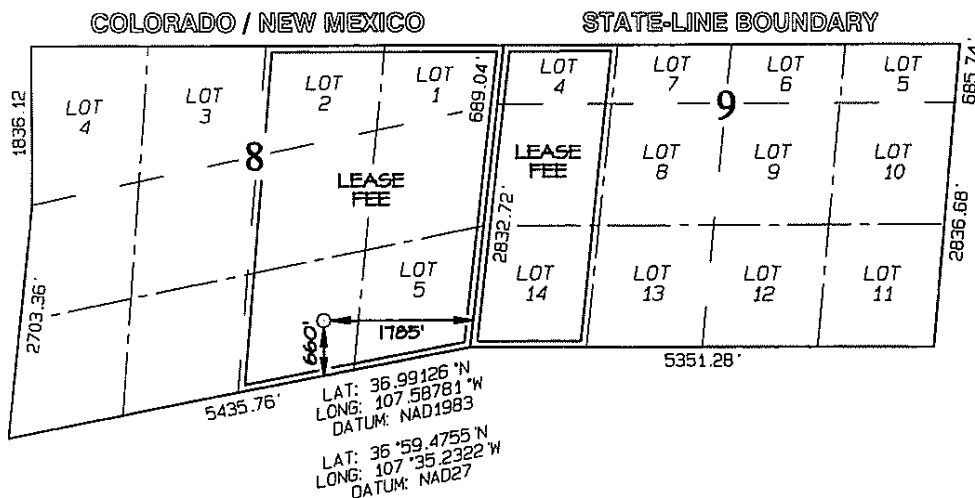 COLORADO / NEW MEXICO
STATE-LINE BOUNDARY
1836.12
LOT
4
LOT
3
LOT
2
LOT
1
689.04'
LOT
4
LOT
7
LOT
6
LOT
5
685.74'
8
9
LEASE
FEE
LEASE
FEE
LOT
8
LOT
9
LOT
10
2832.72'
2836.68'
2703.36'
LOT
5
LOT
14
LOT
13
LOT
12
LOT
11
660'
1785'
5435.76'
5351.28'
LAT: 36.99126 °N
LONG: 107.58781 °W
DATUM: NAD1983
LAT: 36 °59.4755 'N
LONG: 107 °35.2322 'W
DATUM: NAD27